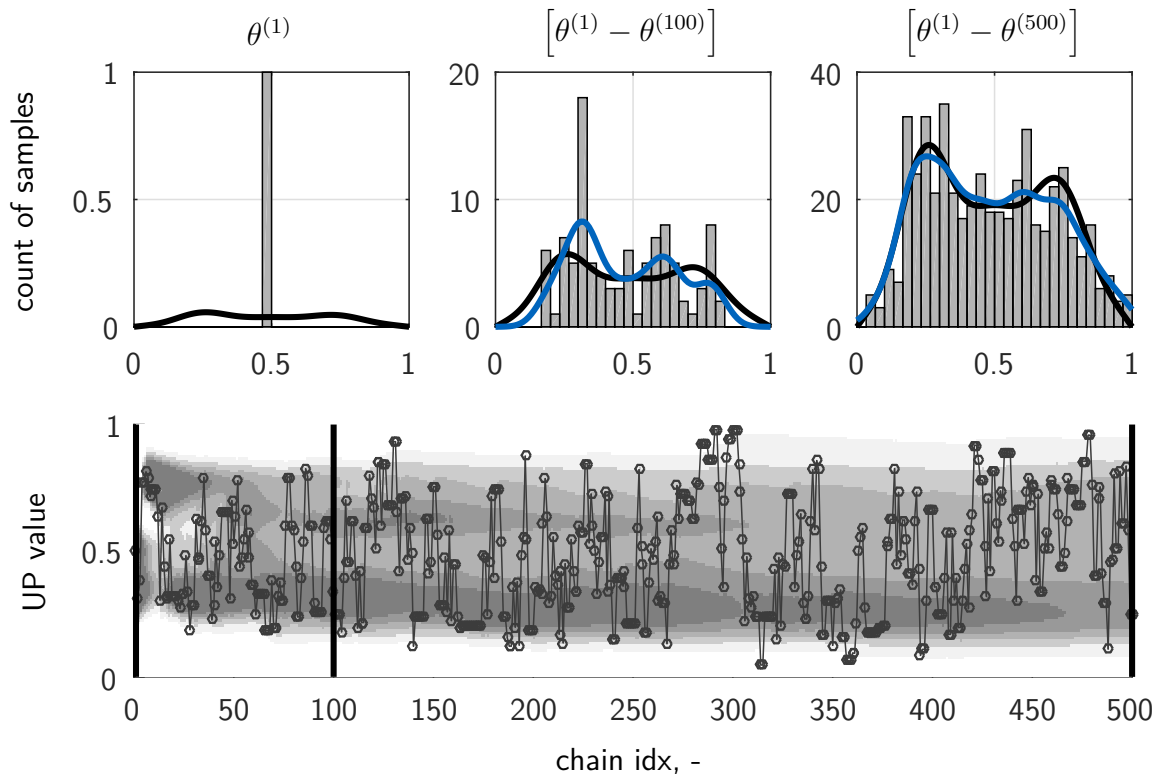 θ⁽¹⁾ [θ⁽¹⁾ − θ⁽¹⁰⁰⁾] [θ⁽¹⁾ − θ⁽⁵⁰⁰⁾]
count of samples
1 20 40
0.5 10 20
0 0 0
0 0.5 1 0 0.5 1 0 0.5 1
UP value
1
0.5
0
0 50 100 150 200 250 300 350 400 450 500
chain idx, -